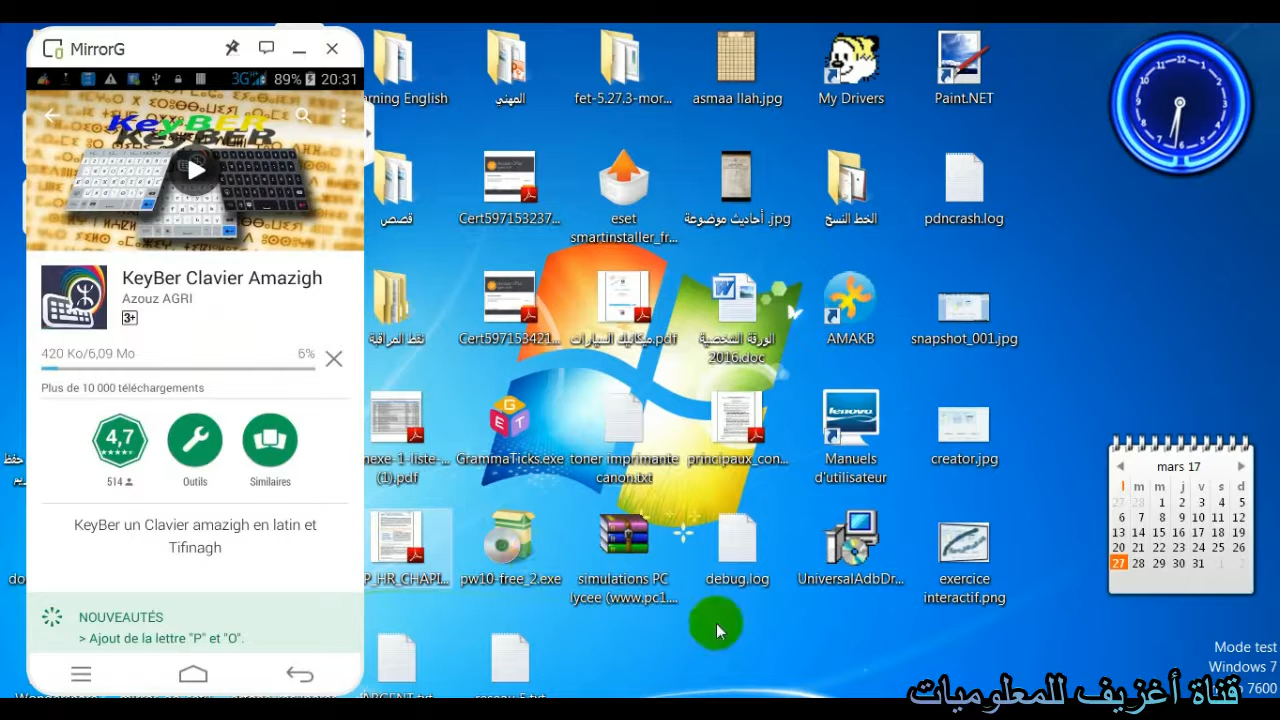 MirrorG
3G 89% 20:31
KeyBER
KeyBER
KeyBer Clavier Amazigh
Azouz AGRI
3+
420 Ko/6,09 Mo 6%
Plus de 10 000 téléchargements
4,7
514
Outils
Similaires
KeyBer un Clavier amazigh en latin et
Tifinagh
NOUVEAUTÉS
> Ajout de la lettre "P" et "O".
arning English
المهني
fet-5.27.3-mor...
asmaa llah.jpg
My Drivers
Paint.NET
قصص
Cert597153237...
eset
smartinstaller_fr...
أحاديث موضوعة .jpg
الخط النسخ
pdncrash.log
نقط المراقبة
Cert597153421...
ميكانيك السيارات.pdf
الورقة الشخصية
2016.doc
AMAKB
snapshot_001.jpg
nexe-1-liste-...
(1).pdf
GrammaTicks.exe
toner imprimante
canon.txt
principaux_con...
Manuels
d'utilisateur
creator.jpg
P_HR_CHAPI...
pw10-free_2.exe
simulations PC
lycee (www.pc1....
debug.log
UniversalAdbDr...
exercice
interactif.png
mars 17
l m m j v s d
27 28 1 2 3 4 5
6 7 8 9 10 11 12
13 14 15 16 17 18 19
20 21 22 23 24 25 26
27 28 29 30 31 1 2
Mode test
Windows 7
7600
قناة أغزيف للمعلوميات